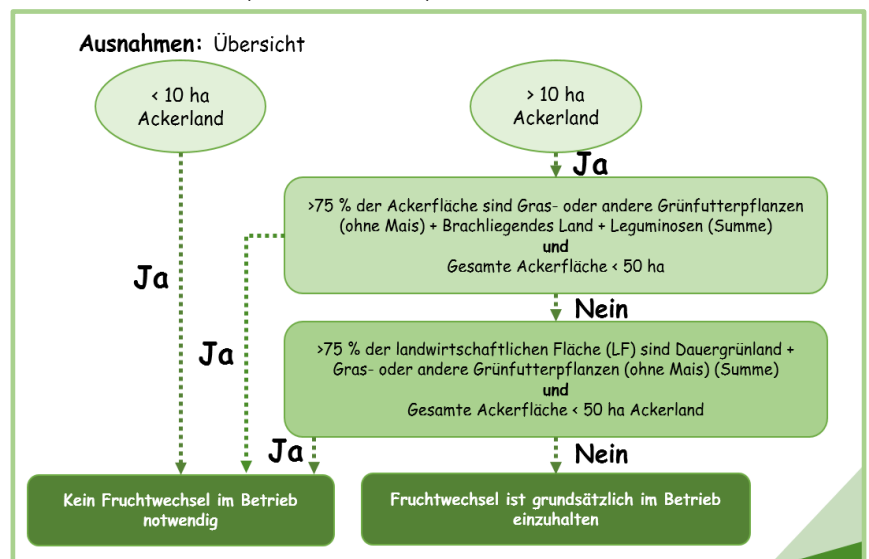 Ausnahmen: Übersicht
< 10 ha
Ackerland
> 10 ha
Ackerland
Ja
>75 % der Ackerfläche sind Gras- oder andere Grünfutterpflanzen
(ohne Mais) + Brachliegendes Land + Leguminosen (Summe)
und
Gesamte Ackerfläche < 50 ha
Ja
Nein
Ja
>75 % der landwirtschaftlichen Fläche (LF) sind Dauergrünland +
Gras- oder andere Grünfutterpflanzen (ohne Mais) (Summe)
und
Gesamte Ackerfläche < 50 ha Ackerland
Ja
Nein
Kein Fruchtwechsel im Betrieb
notwendig
Fruchtwechsel ist grundsätzlich im Betrieb
einzuhalten